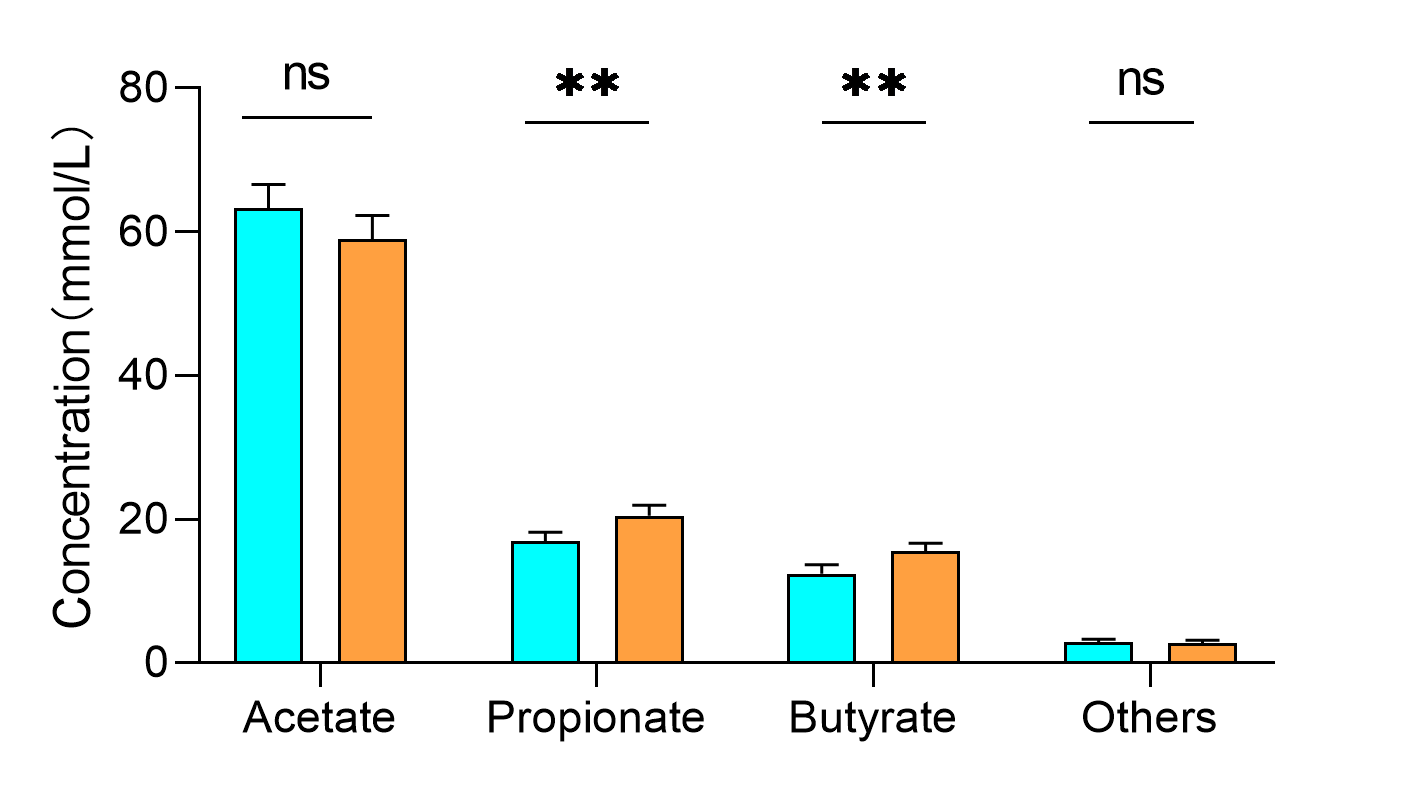 ns
**
**
ns
80
60
40
20
0
Concentration（mmol/L）
Acetate
Propionate
Butyrate
Others